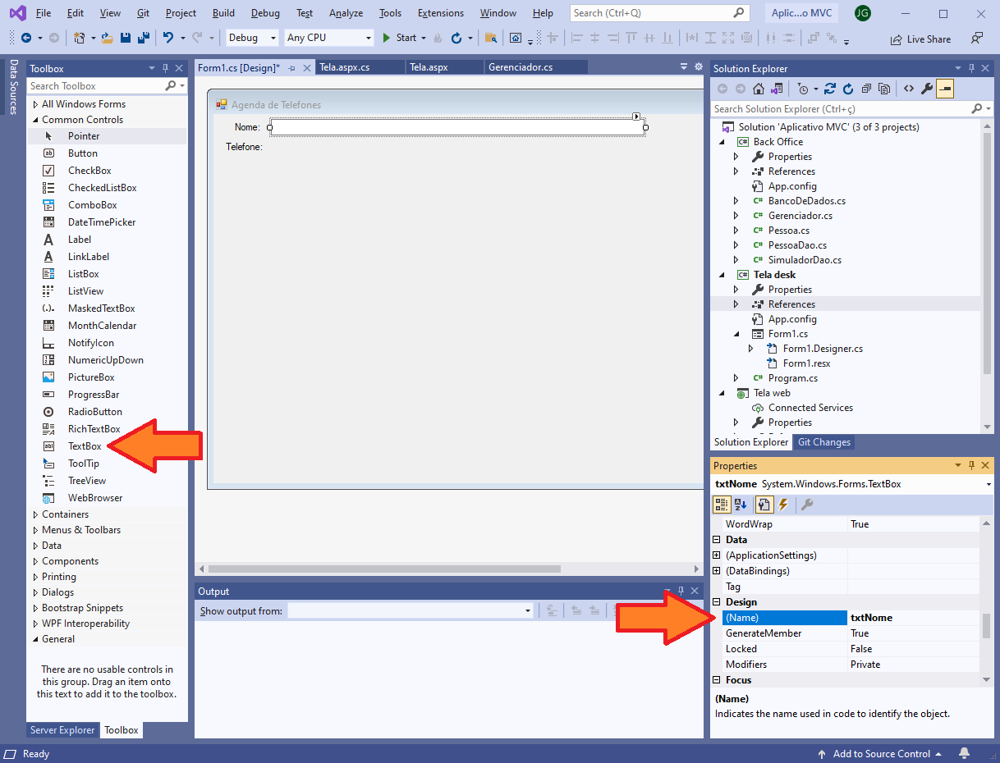 File Edit View Git Project Build Debug Test Analyze Tools Extensions Window Help Search (Ctrl+Q) Aplic...o MVC JG
Debug Any CPU Start Live Share
Data Sources
Toolbox
Search Toolbox
All Windows Forms
Common Controls
Pointer
Button
CheckBox
CheckedListBox
ComboBox
DateTimePicker
Label
LinkLabel
ListBox
ListView
MaskedTextBox
MonthCalendar
NotifyIcon
NumericUpDown
PictureBox
ProgressBar
RadioButton
RichTextBox
TextBox
ToolTip
TreeView
WebBrowser
Containers
Menus & Toolbars
Data
Components
Printing
Dialogs
Bootstrap Snippets
WPF Interoperability
General
There are no usable controls in
this group. Drag an item onto
this text to add it to the toolbox.
Server Explorer Toolbox
Form1.cs [Design]* Tela.aspx.cs Tela.aspx Gerenciador.cs
Agenda de Telefones
Nome:
Telefone:
Output
Show output from:
Solution Explorer
Search Solution Explorer (Ctrl+ç)
Solution 'Aplicativo MVC' (3 of 3 projects)
Back Office
Properties
References
App.config
BancoDeDados.cs
Gerenciador.cs
Pessoa.cs
PessoaDao.cs
SimuladorDao.cs
Tela desk
Properties
References
App.config
Form1.cs
Form1.Designer.cs
Form1.resx
Program.cs
Tela web
Connected Services
Properties
Solution Explorer Git Changes
Properties
txtNome System.Windows.Forms.TextBox
WordWrap True
Data
(ApplicationSettings)
(DataBindings)
Tag
Design
(Name) txtNome
GenerateMember True
Locked False
Modifiers Private
Focus
(Name)
Indicates the name used in code to identify the object.
Ready Add to Source Control